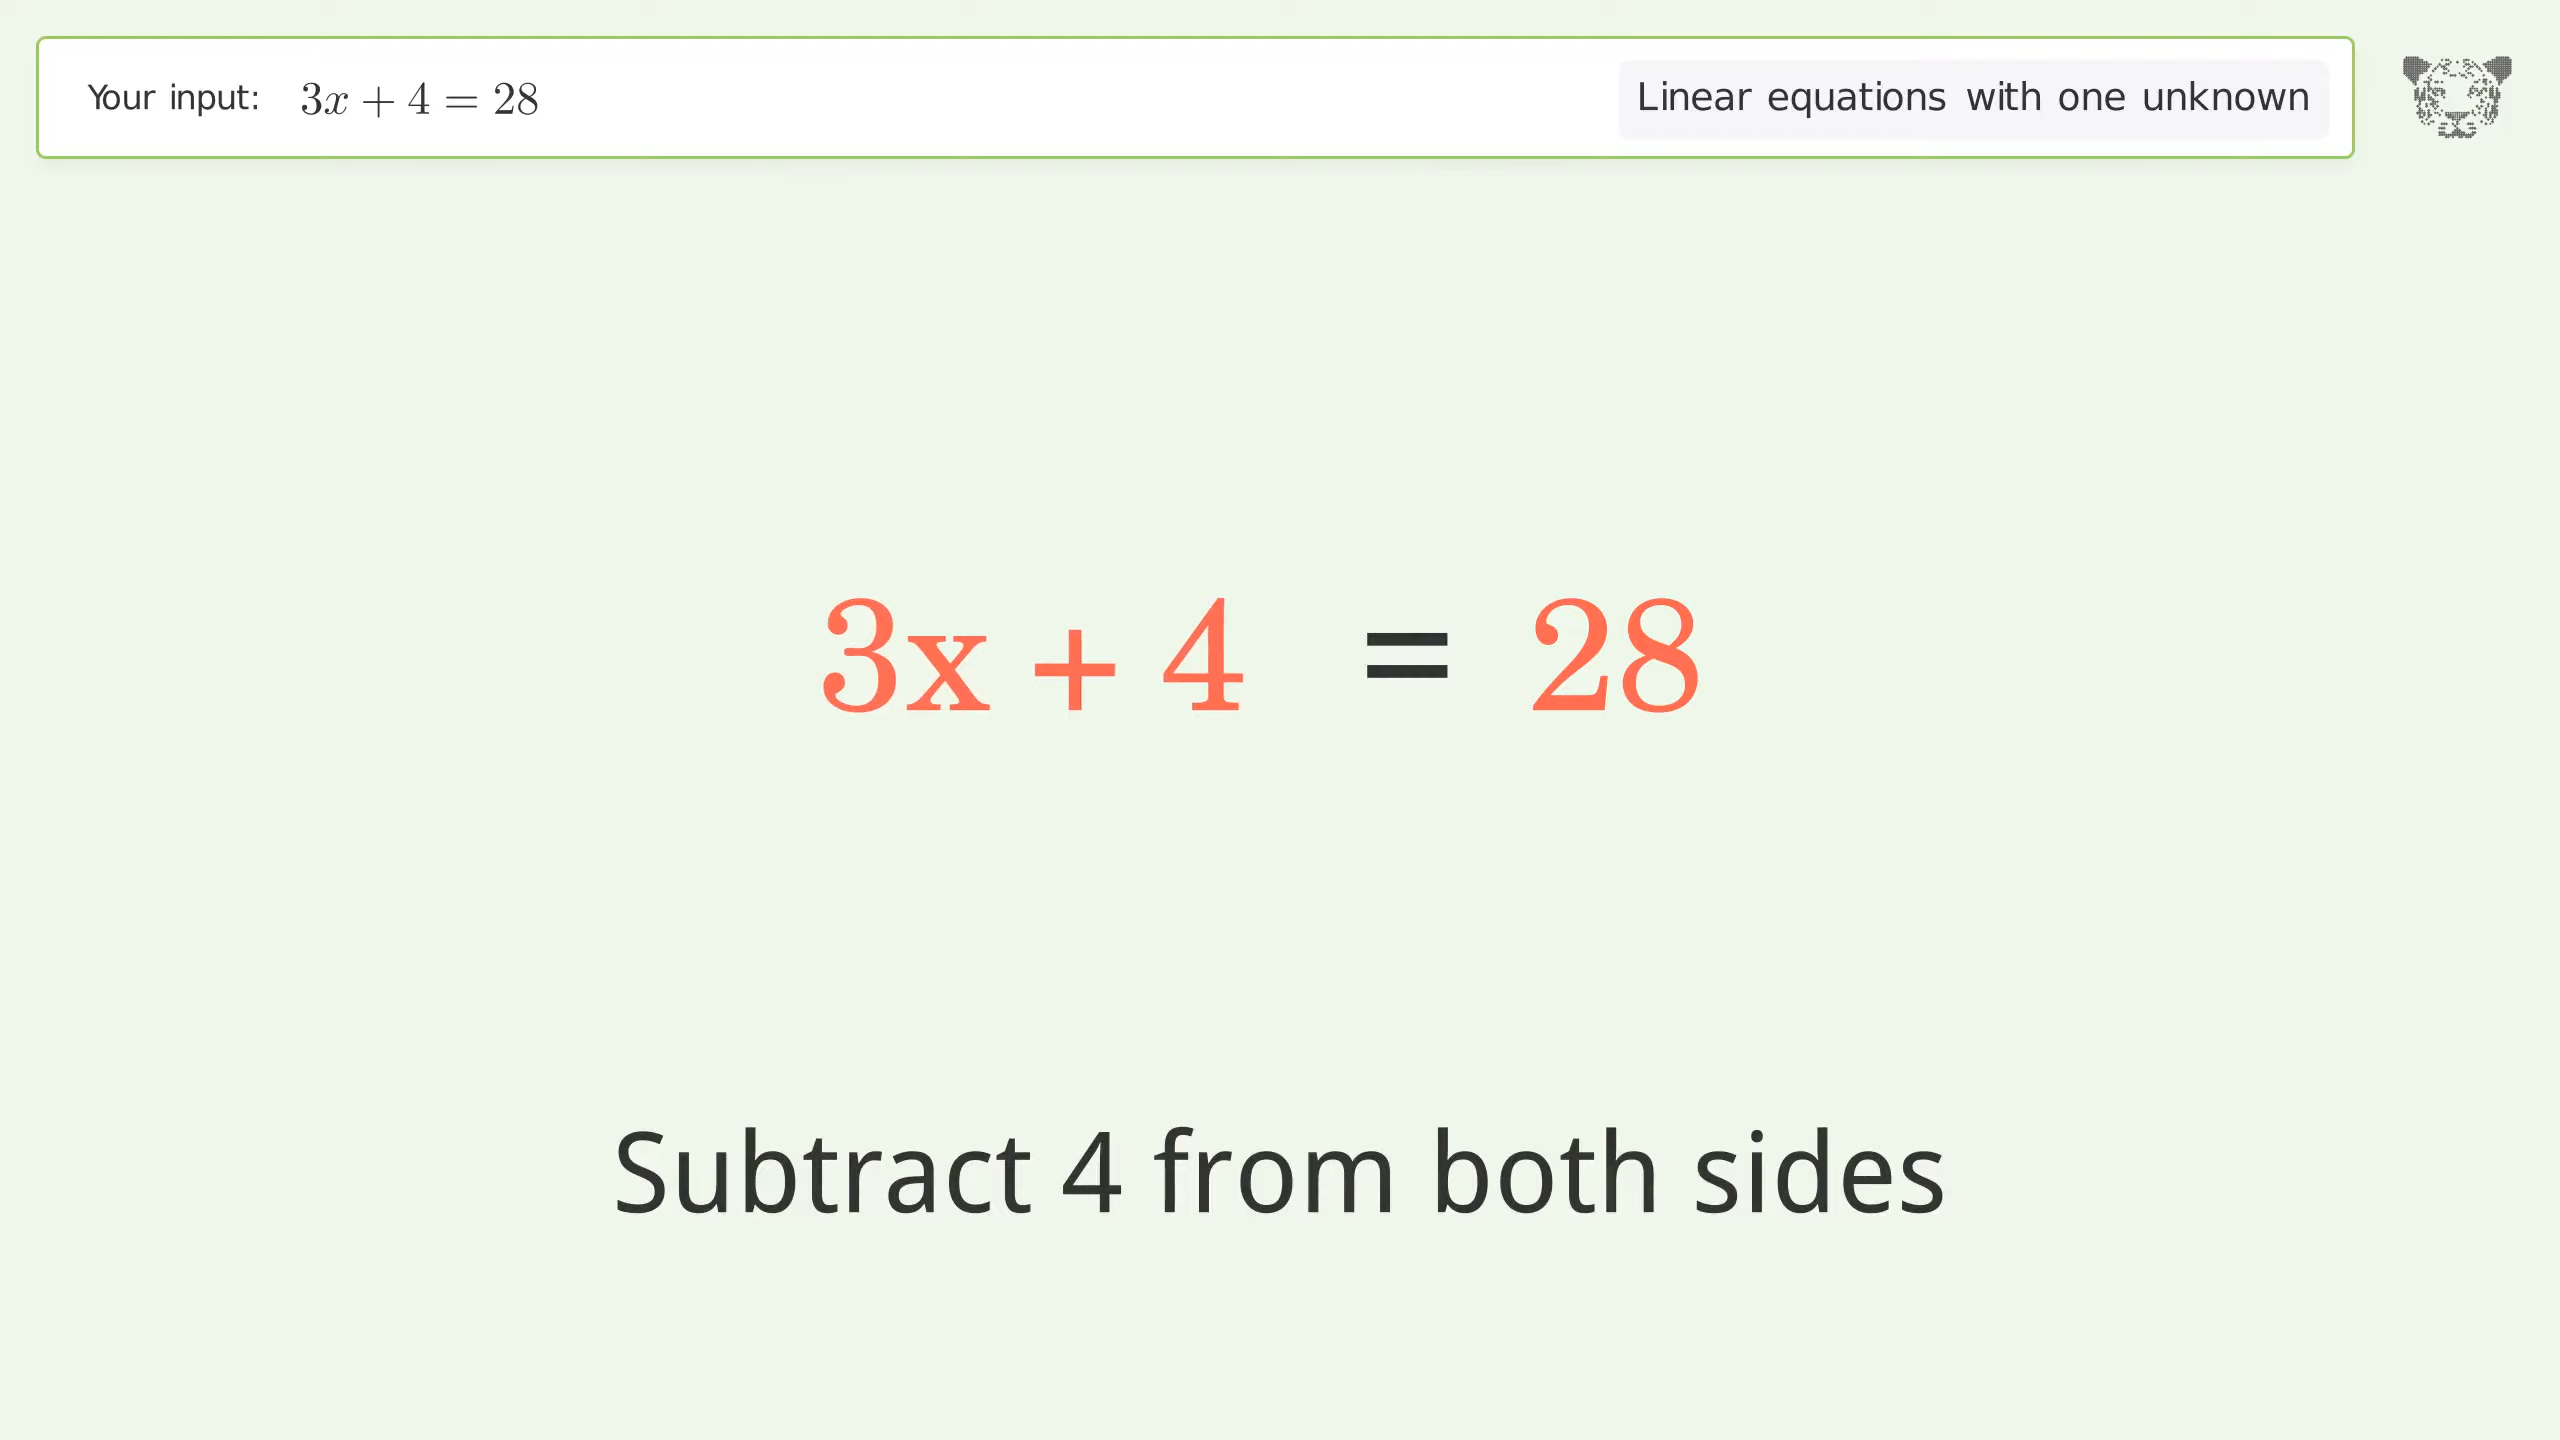 Your input: 3x + 4 = 28
Linear equations with one unknown
3x + 4 = 28
Subtract 4 from both sides